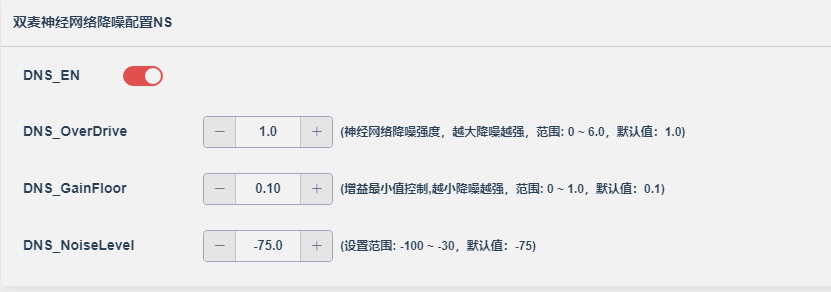 双麦神经网络降噪配置NS
DNS_EN
DNS_OverDrive − 1.0 + (神经网络降噪强度，越大降噪越强，范围: 0 ~ 6.0，默认值：1.0)
DNS_GainFloor − 0.10 + (增益最小值控制,越小降噪越强，范围: 0 ~ 1.0，默认值：0.1)
DNS_NoiseLevel − -75.0 + (设置范围: -100 ~ -30，默认值：-75)